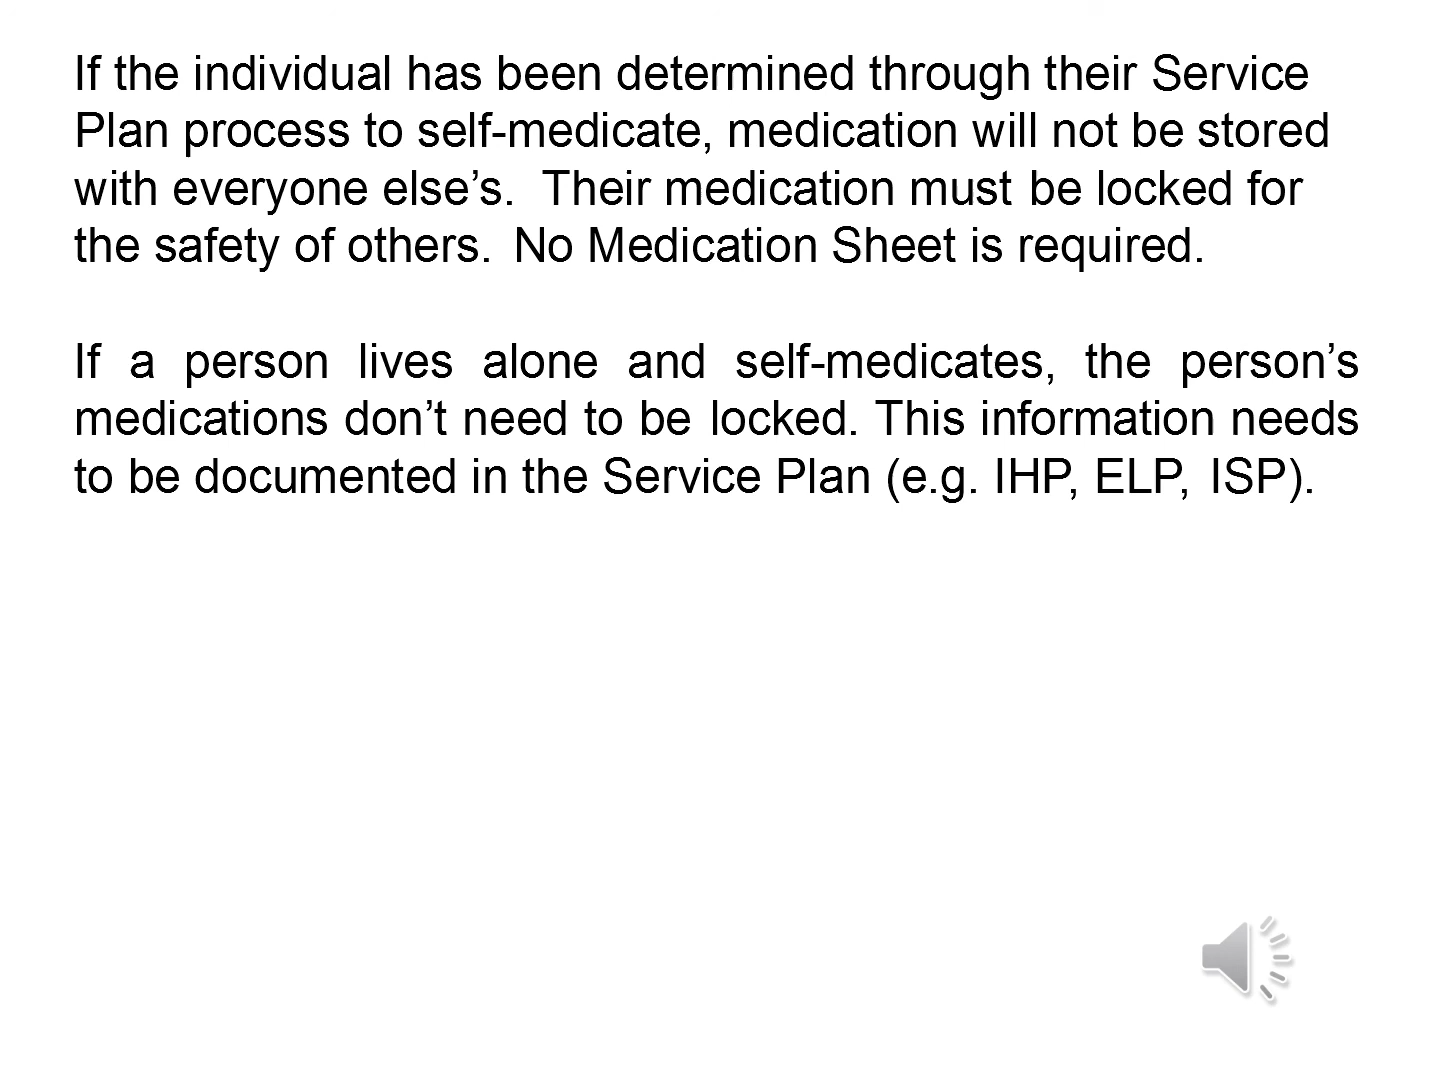 If the individual has been determined through their Service
Plan process to self-medicate, medication will not be stored
with everyone else’s.  Their medication must be locked for
the safety of others.  No Medication Sheet is required.
If a person lives alone and self-medicates, the person’s
medications don’t need to be locked. This information needs
to be documented in the Service Plan (e.g. IHP, ELP, ISP).